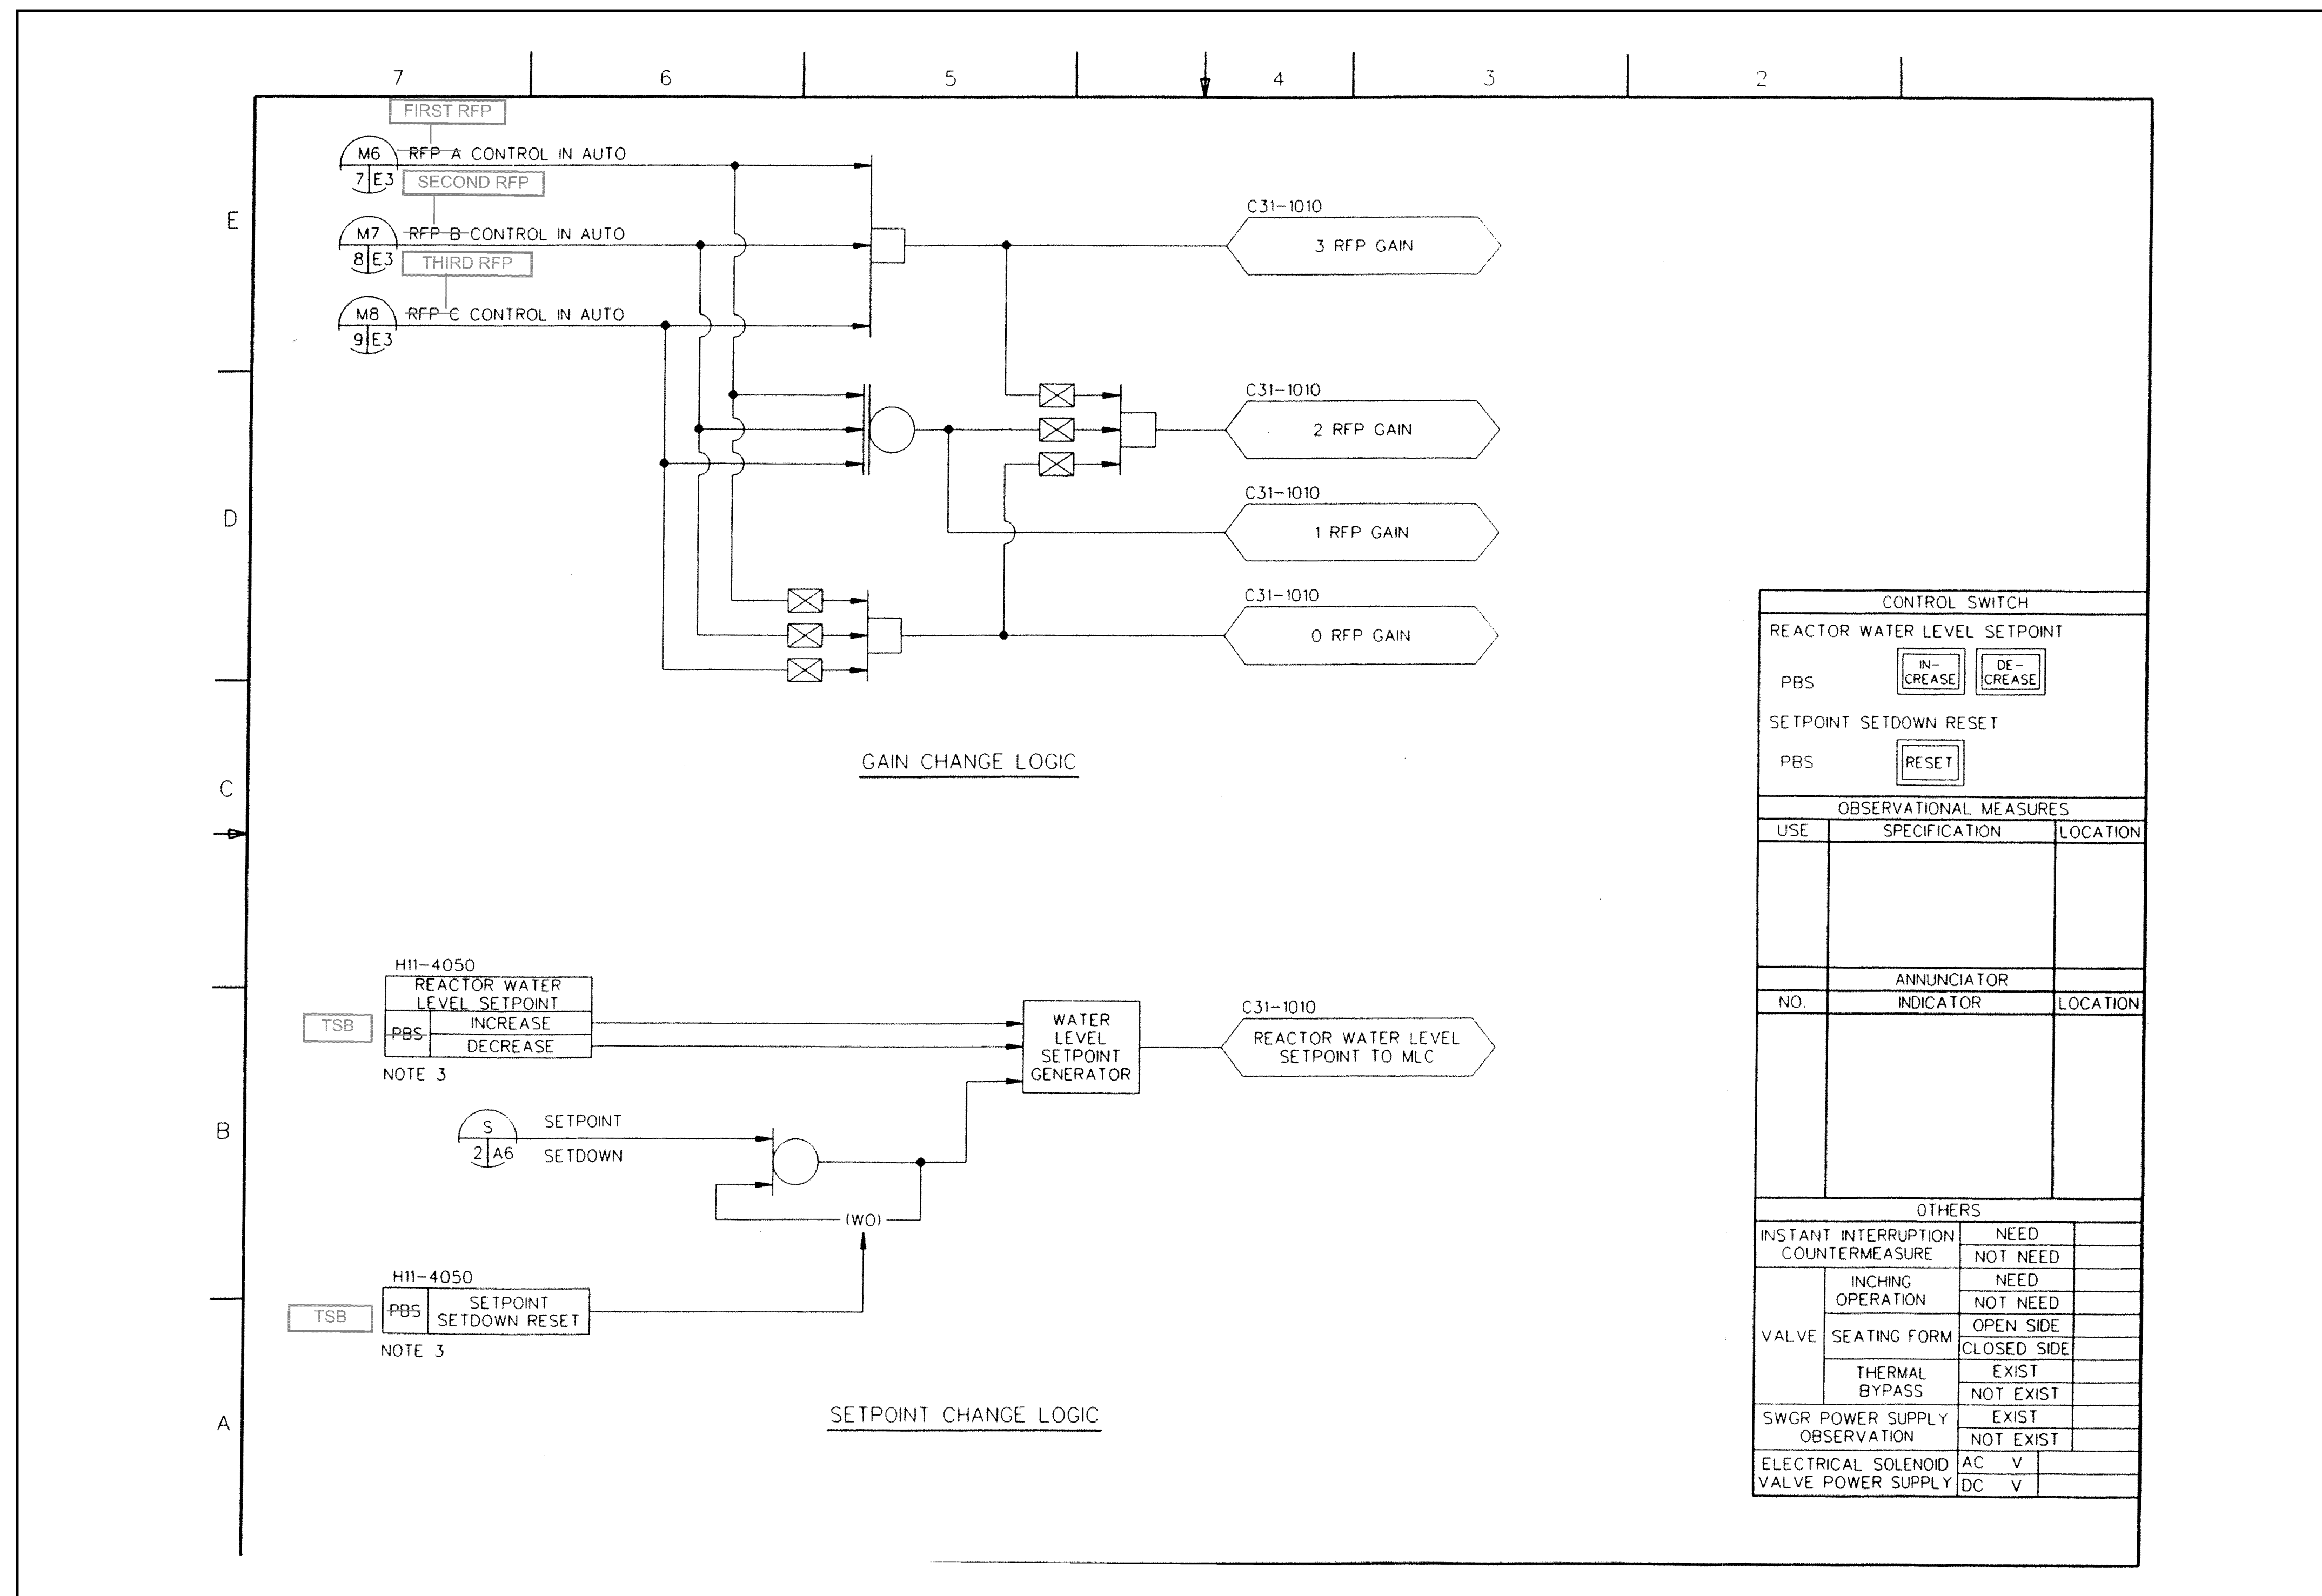 7 6 5 4 3 2
FIRST RFP
M6 RFP A CONTROL IN AUTO
7 E3 SECOND RFP
E
M7 RFP B CONTROL IN AUTO
8 E3 THIRD RFP
M8 RFP C CONTROL IN AUTO
9 E3
C31-1010
3 RFP GAIN
C31-1010
2 RFP GAIN
D
C31-1010
1 RFP GAIN
C31-1010
0 RFP GAIN
GAIN CHANGE LOGIC
C
CONTROL SWITCH
REACTOR WATER LEVEL SETPOINT
PBS
IN-
CREASE
DE-
CREASE
SETPOINT SETDOWN RESET
PBS RESET
OBSERVATIONAL MEASURES
USE SPECIFICATION LOCATION
ANNUNCIATOR
NO. INDICATOR LOCATION
H11-4050
REACTOR WATER
LEVEL SETPOINT
TSB PBS INCREASE
DECREASE
NOTE 3
WATER
LEVEL
SETPOINT
GENERATOR
C31-1010
REACTOR WATER LEVEL
SETPOINT TO MLC
B
S SETPOINT
2 A6 SETDOWN
(WO)
H11-4050
TSB PBS SETPOINT
SETDOWN RESET
NOTE 3
SETPOINT CHANGE LOGIC
A
OTHERS
INSTANT INTERRUPTION
COUNTERMEASURE
NEED
NOT NEED
VALVE
INCHING
OPERATION
NEED
NOT NEED
SEATING FORM
OPEN SIDE
CLOSED SIDE
THERMAL
BYPASS
EXIST
NOT EXIST
SWGR POWER SUPPLY
OBSERVATION
EXIST
NOT EXIST
ELECTRICAL SOLENOID
VALVE POWER SUPPLY
AC V
DC V